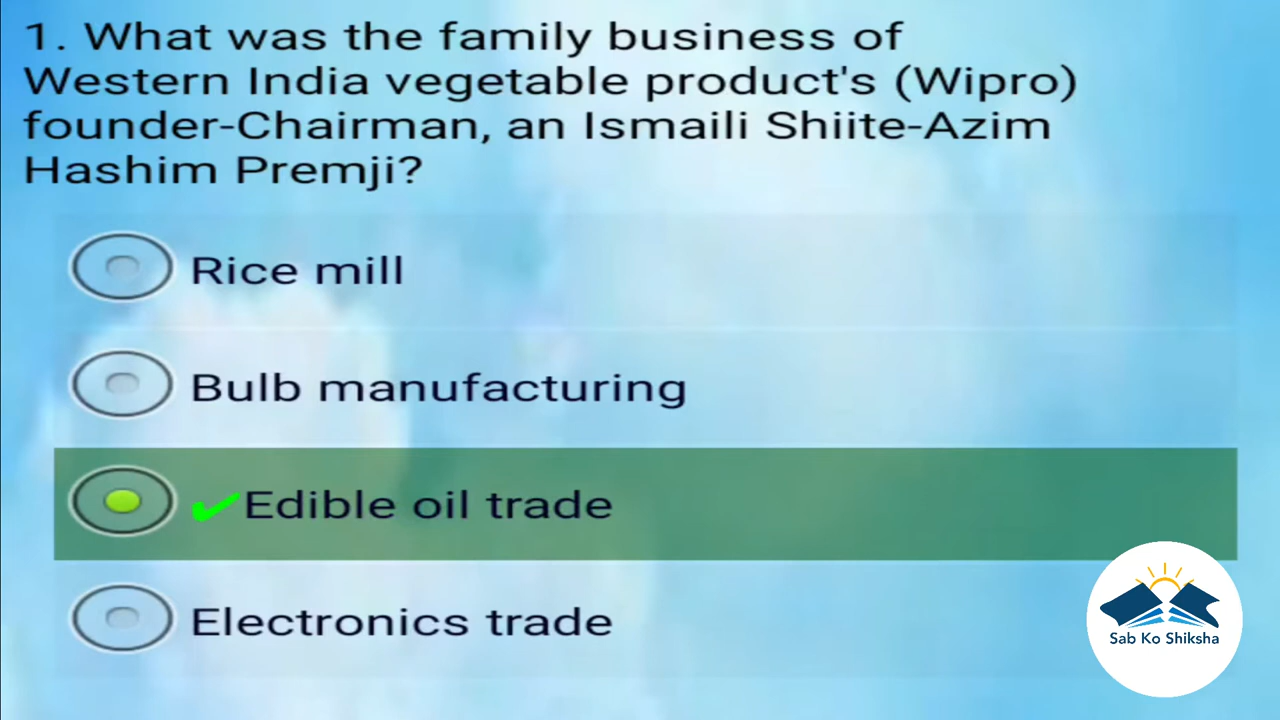 1. What was the family business of
Western India vegetable product's (Wipro)
founder-Chairman, an Ismaili Shiite-Azim
Hashim Premji?
Rice mill
Bulb manufacturing
✔Edible oil trade
Electronics trade
Sab Ko Shiksha